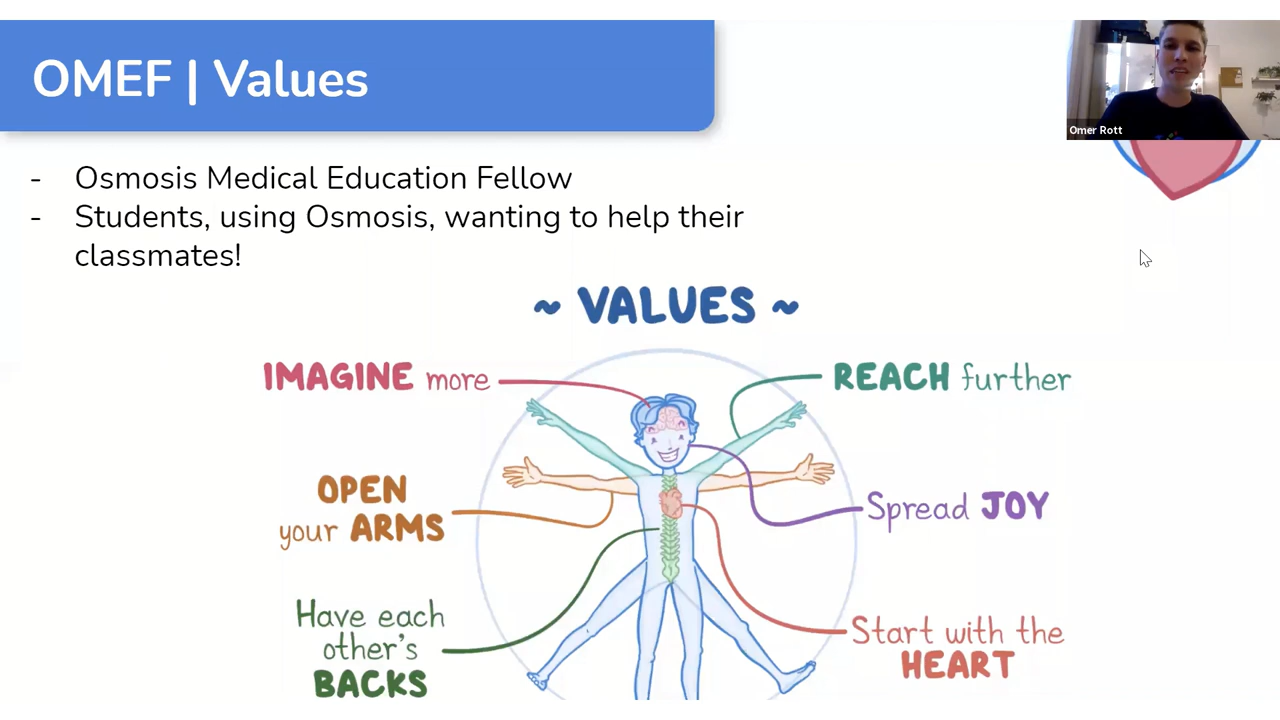 OMEF | Values
Omer Rott
- Osmosis Medical Education Fellow
- Students, using Osmosis, wanting to help their
classmates!
~ VALUES ~
IMAGINE more
REACH further
OPEN
your ARMS
Spread JOY
Have each
other's
BACKS
Start with the
HEART